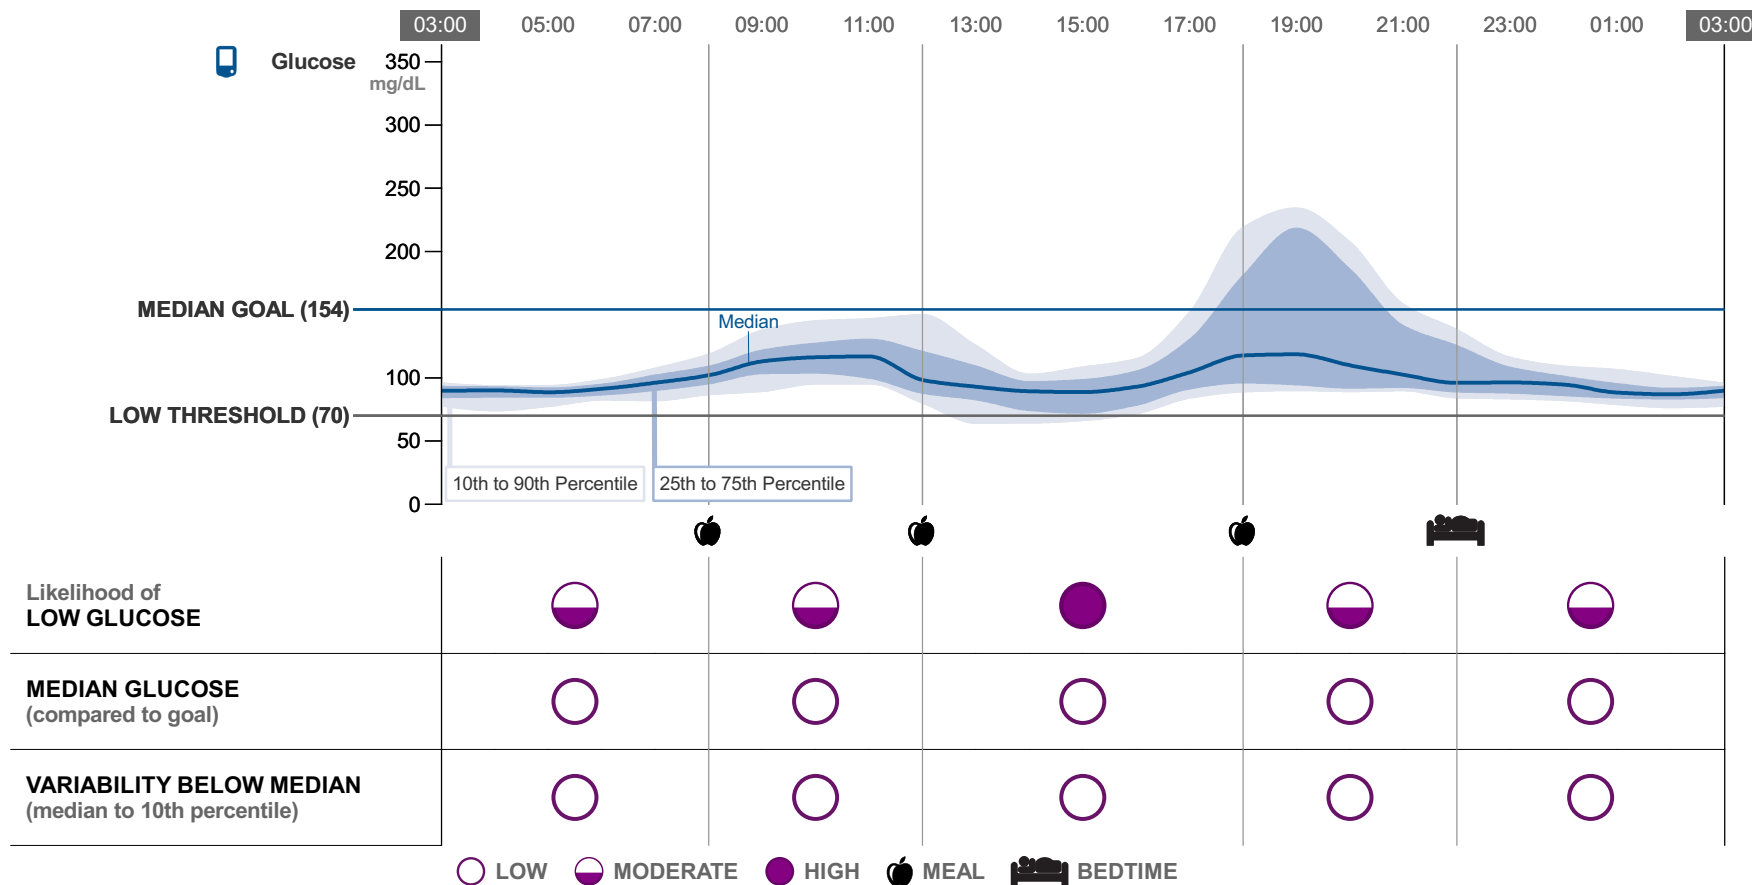 03:00 05:00 07:00 09:00 11:00 13:00 15:00 17:00 19:00 21:00 23:00 01:00 03:00
Glucose 350
mg/dL
300
250
200
MEDIAN GOAL (154)
Median
100
LOW THRESHOLD (70)
50
10th to 90th Percentile 25th to 75th Percentile
0
Likelihood of
LOW GLUCOSE
MEDIAN GLUCOSE
(compared to goal)
VARIABILITY BELOW MEDIAN
(median to 10th percentile)
LOW MODERATE HIGH MEAL BEDTIME